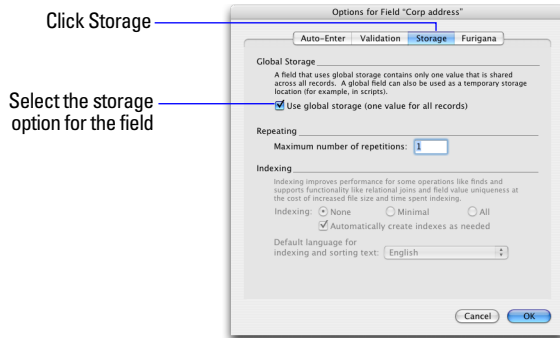 Click Storage
Select the storage
option for the field
Options for Field "Corp address"
Auto-Enter Validation Storage Furigana
Global Storage
A field that uses global storage contains only one value that is shared
across all records. A global field can also be used as a temporary storage
location (for example, in scripts).
Use global storage (one value for all records)
Repeating
Maximum number of repetitions: 1
Indexing
Indexing improves performance for some operations like finds and
supports functionality like relational joins and field value uniqueness at
the cost of increased file size and time spent indexing.
Indexing: None Minimal All
Automatically create indexes as needed
Default language for
indexing and sorting text: English
Cancel OK